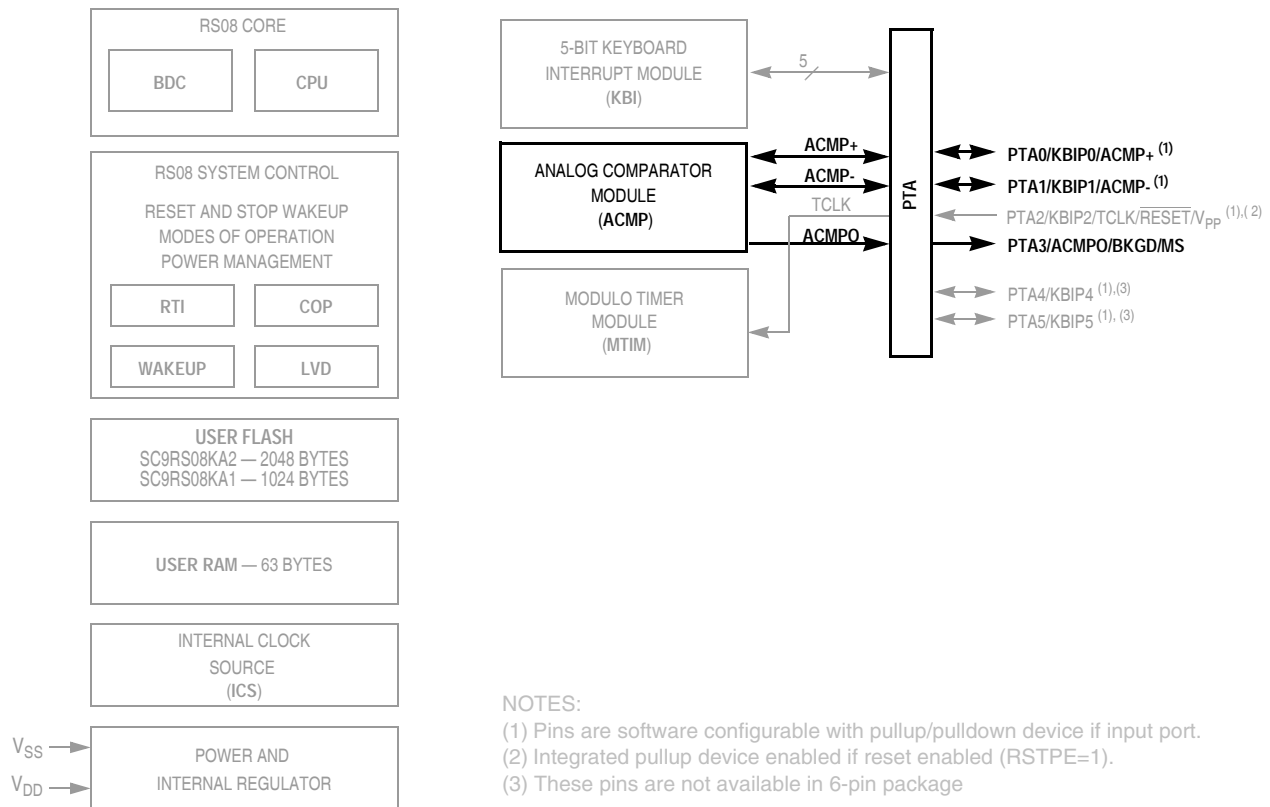 RS08 CORE
BDC
CPU
RS08 SYSTEM CONTROL
RESET AND STOP WAKEUP
MODES OF OPERATION
POWER MANAGEMENT
RTI
COP
WAKEUP
LVD
USER FLASH
SC9RS08KA2 — 2048 BYTES
SC9RS08KA1 — 1024 BYTES
USER RAM — 63 BYTES
INTERNAL CLOCK
SOURCE
(ICS)
VSS
VDD
POWER AND
INTERNAL REGULATOR
5-BIT KEYBOARD
INTERRUPT MODULE
(KBI)
5
ANALOG COMPARATOR
MODULE
(ACMP)
ACMP+
ACMP-
TCLK
ACMPO
MODULO TIMER
MODULE
(MTIM)
PTA
PTA0/KBIP0/ACMP+ (1)
PTA1/KBIP1/ACMP- (1)
PTA2/KBIP2/TCLK/RESET/VPP (1),( 2)
PTA3/ACMPO/BKGD/MS
PTA4/KBIP4 (1),(3)
PTA5/KBIP5 (1), (3)
NOTES:
(1) Pins are software configurable with pullup/pulldown device if input port.
(2) Integrated pullup device enabled if reset enabled (RSTPE=1).
(3) These pins are not available in 6-pin package